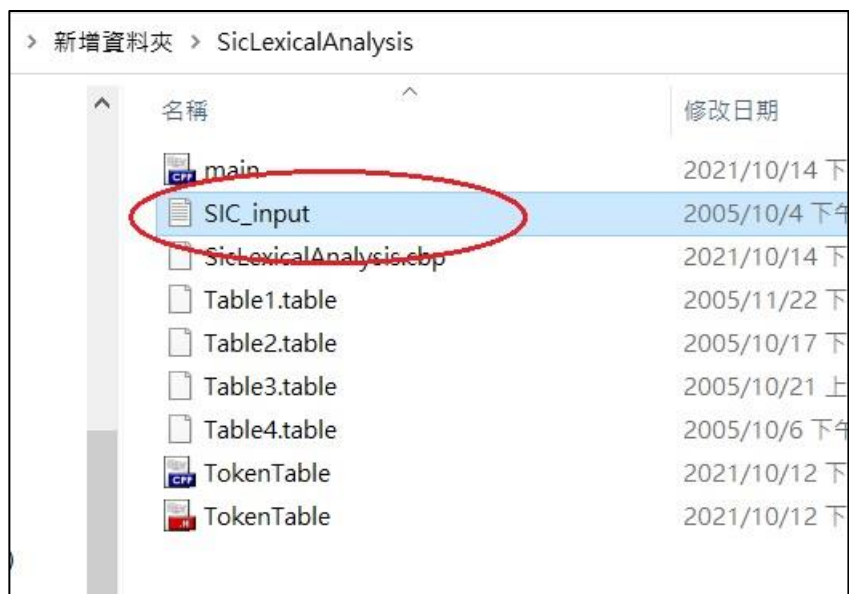 > 新增資料夾 > SicLexicalAnalysis
名稱 修改日期
main 2021/10/14 下
SIC_input 2005/10/4 下午
SicLexicalAnalysis.cbp 2021/10/14 下
Table1.table 2005/11/22 下
Table2.table 2005/10/17 下
Table3.table 2005/10/21 上
Table4.table 2005/10/6 下午
TokenTable 2021/10/12 下
TokenTable 2021/10/12 下